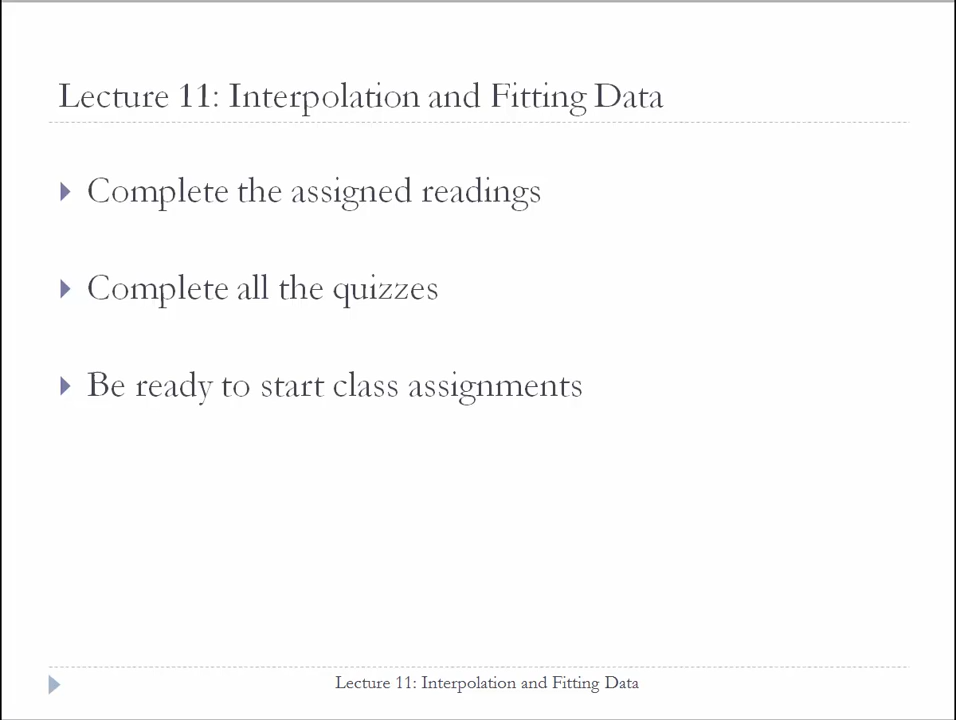 Lecture 11: Interpolation and Fitting Data
Complete the assigned readings
Complete all the quizzes
Be ready to start class assignments
Lecture 11: Interpolation and Fitting Data